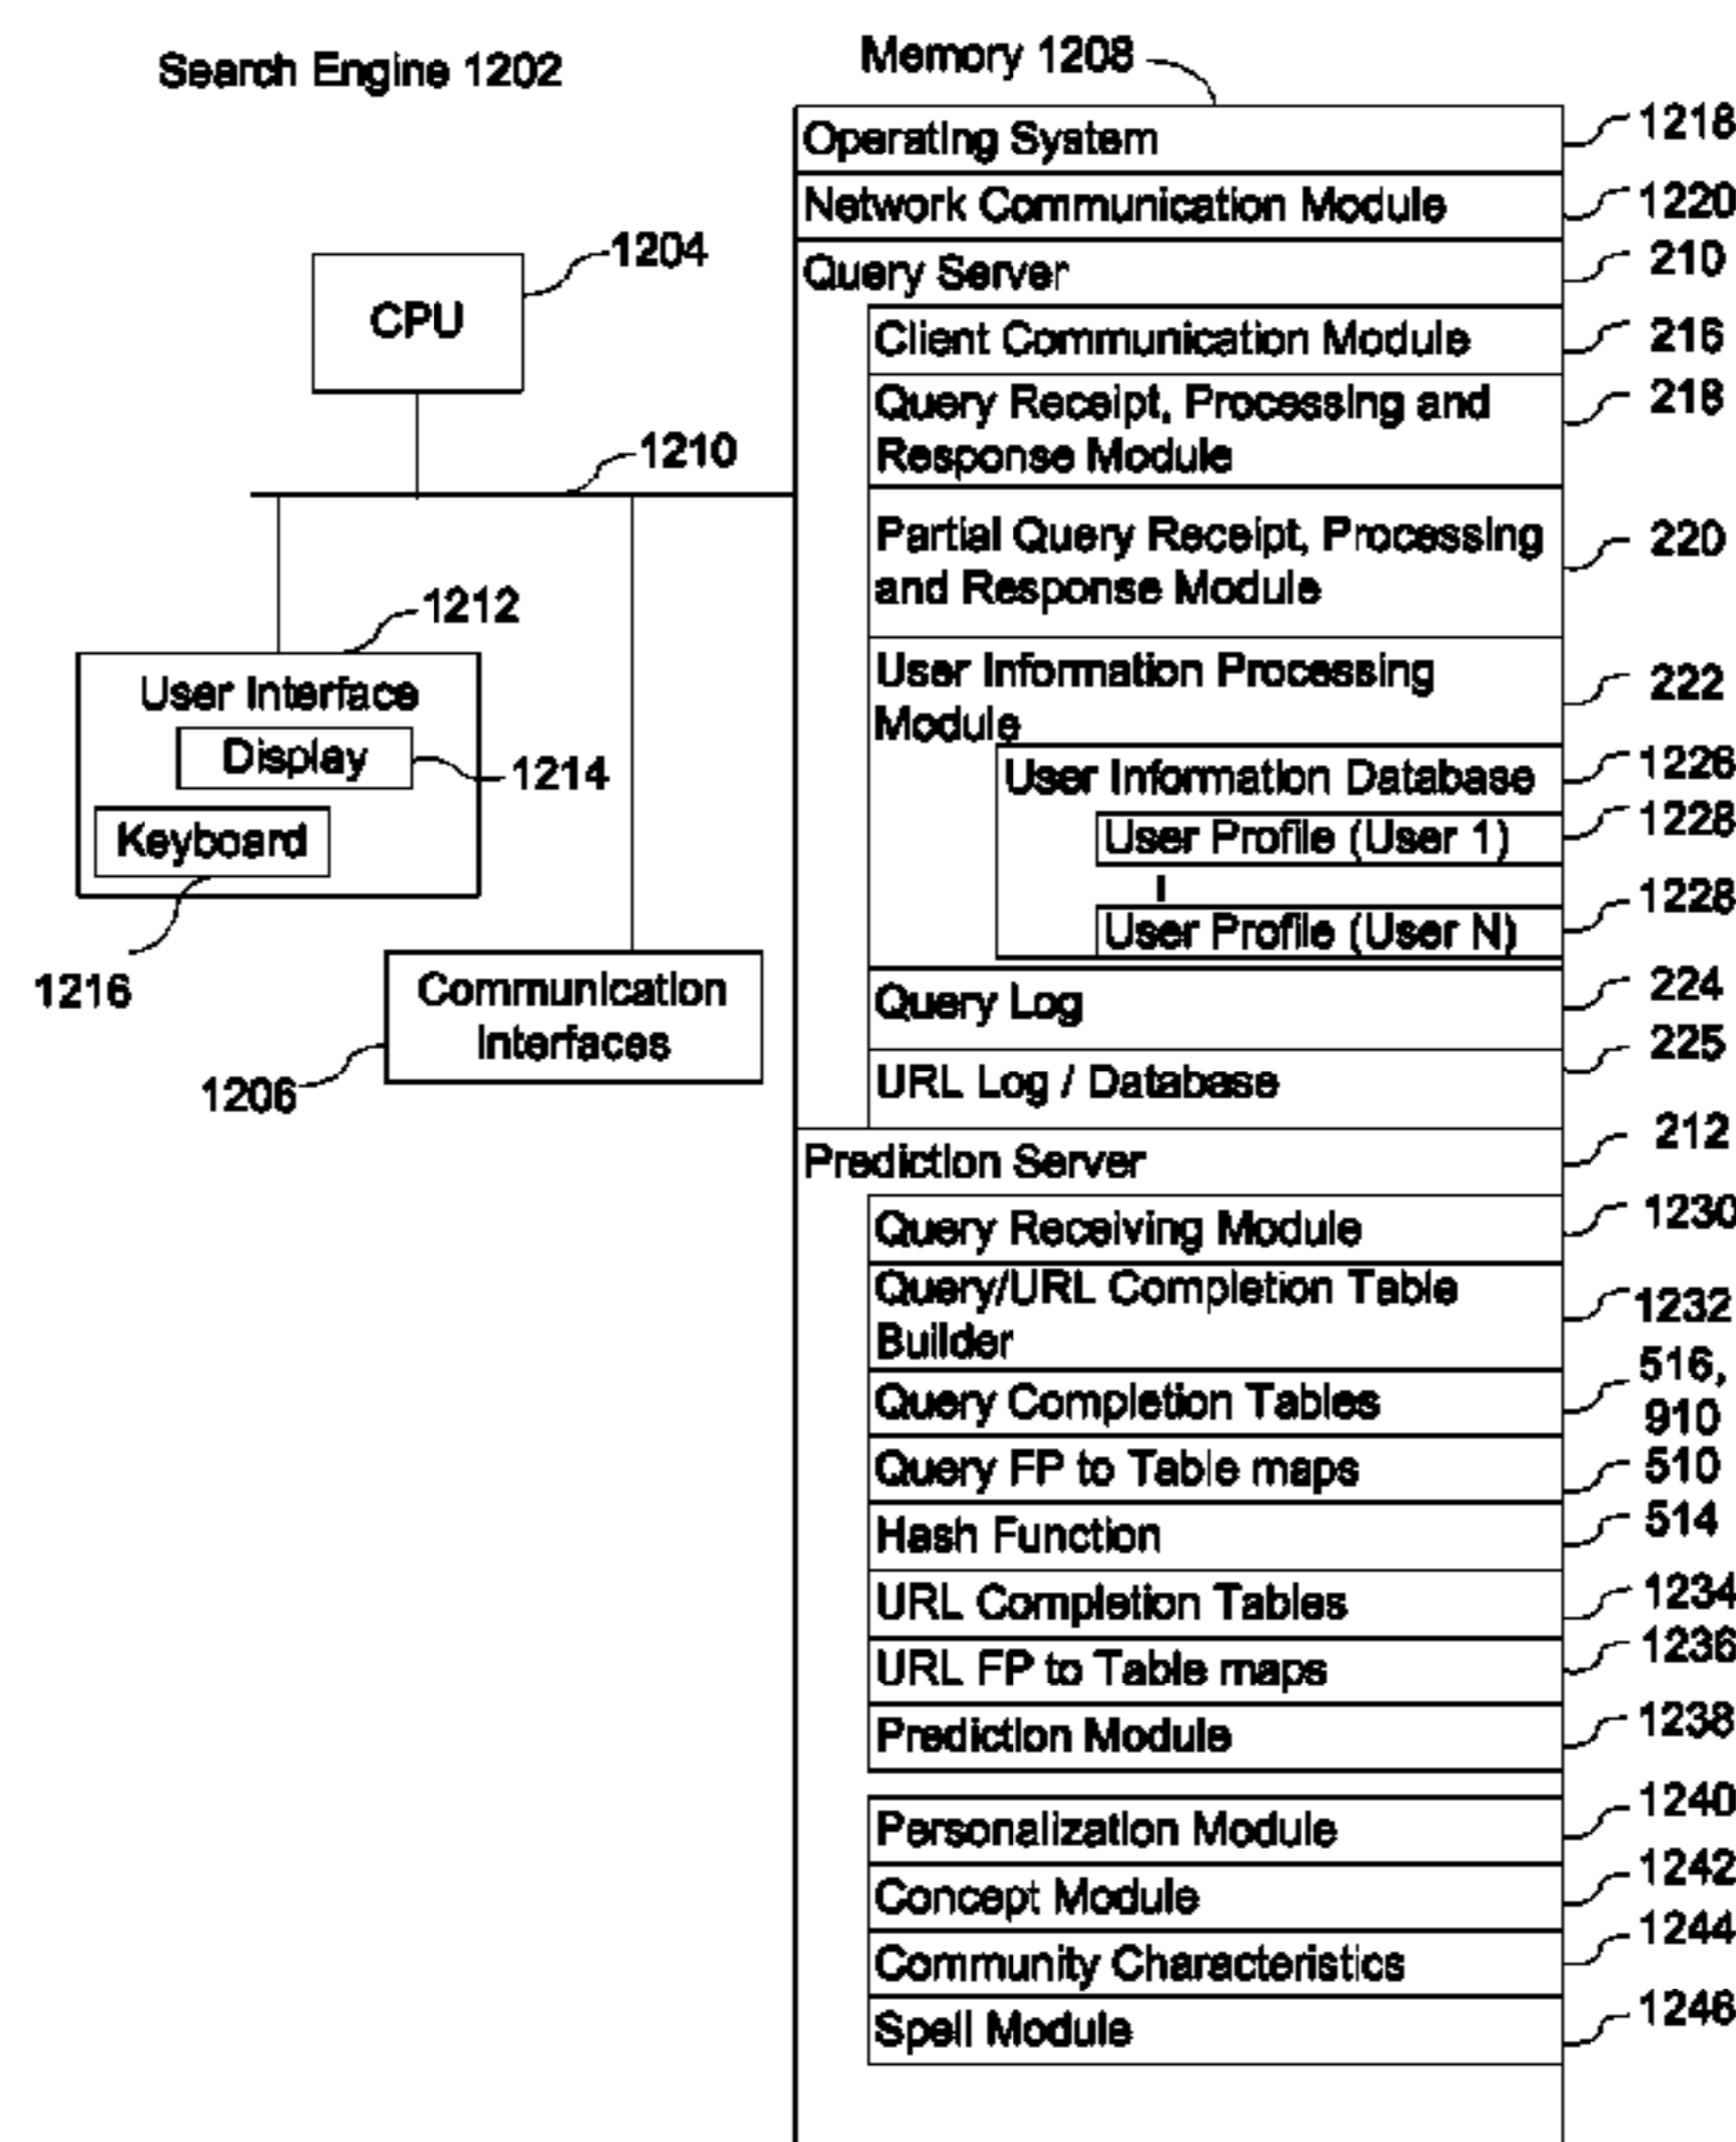 Search Engine 1202
Memory 1208
CPU
1204
1210
1212
User Interface
Display
1214
Keyboard
1216
Communication
Interfaces
1206
Operating System
1218
Network Communication Module
1220
Query Server
210
Client Communication Module
216
Query Receipt, Processing and
Response Module
218
Partial Query Receipt, Processing
and Response Module
220
User Information Processing
Module
222
User Information Database
1226
User Profile (User 1)
1228
User Profile (User N)
1228
Query Log
224
URL Log / Database
225
Prediction Server
212
Query Receiving Module
1230
Query/URL Completion Table
Builder
1232
Query Completion Tables
516,
910
Query FP to Table maps
510
Hash Function
514
URL Completion Tables
1234
URL FP to Table maps
1236
Prediction Module
1238
Personalization Module
1240
Concept Module
1242
Community Characteristics
1244
Spell Module
1246